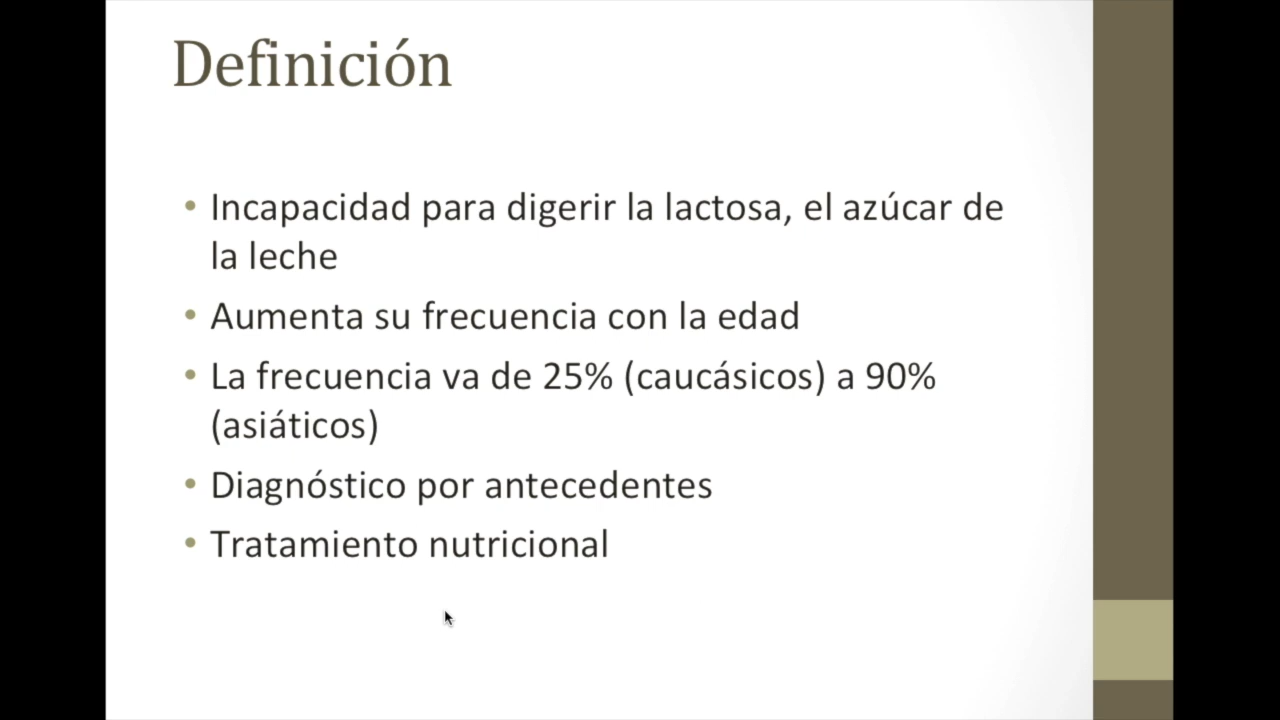 Definición
• Incapacidad para digerir la lactosa, el azúcar de
la leche
• Aumenta su frecuencia con la edad
• La frecuencia va de 25% (caucásicos) a 90%
(asiáticos)
• Diagnóstico por antecedentes
• Tratamiento nutricional